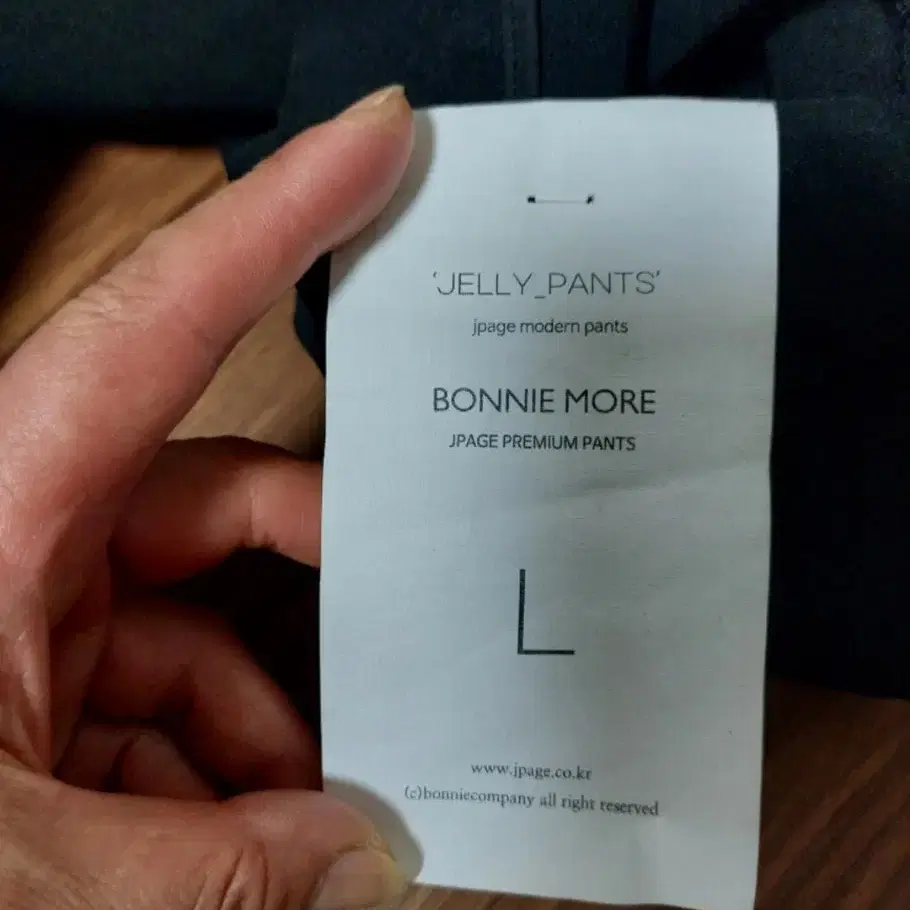 'JELLY_PANTS'
jpage modern pants
BONNIE MORE
JPAGE PREMIUM PANTS
L
www.jpage.co.kr
(c)bonniecompany all right reserved